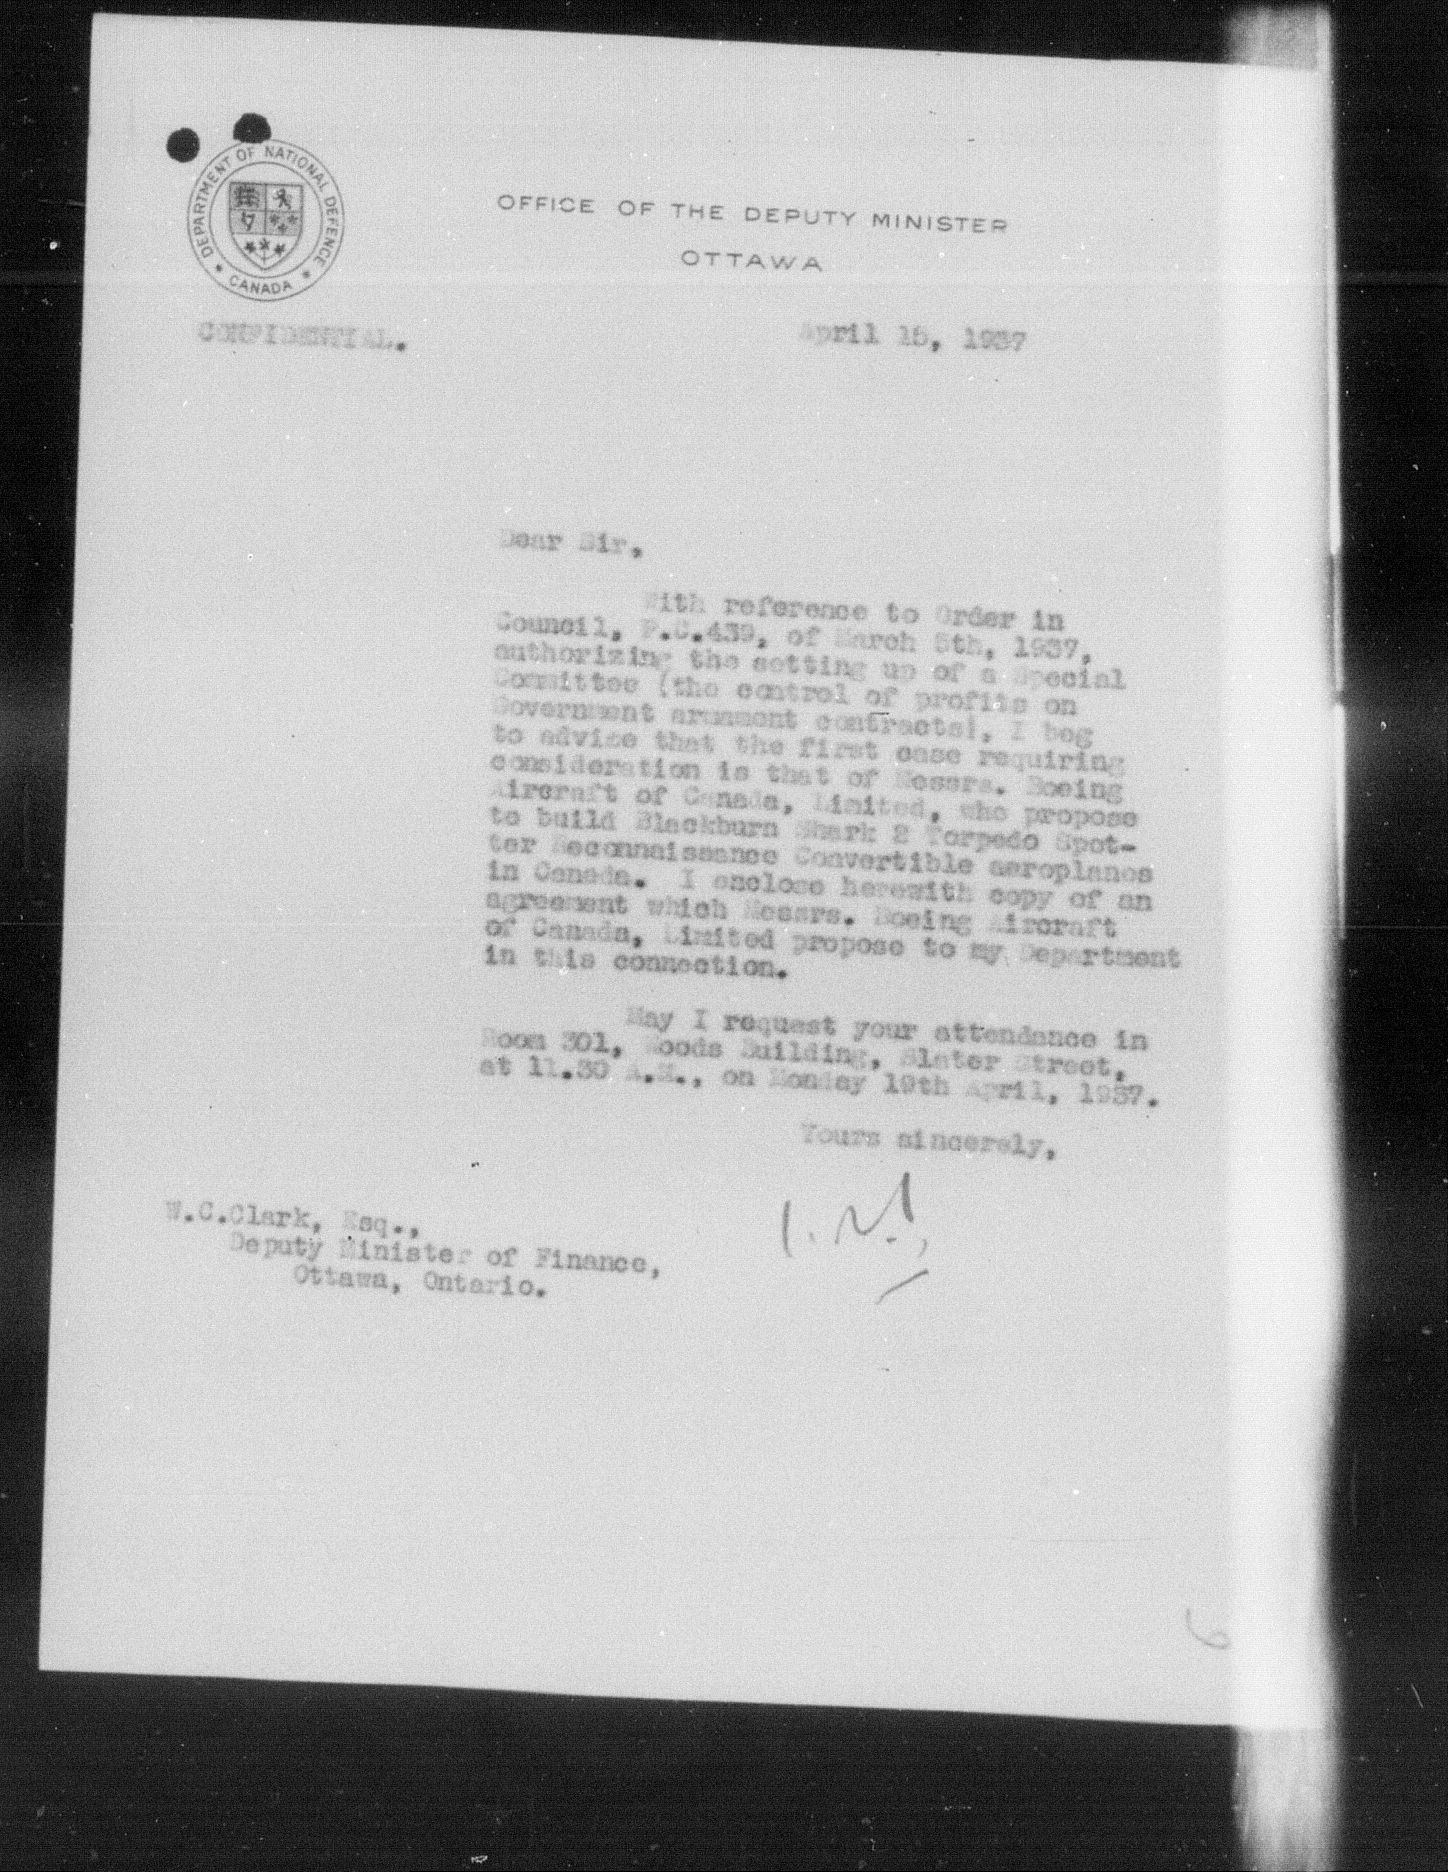 DEPARTMENT OF NATIONAL DEFENCE
CANADA
OFFICE OF THE DEPUTY MINISTER
OTTAWA
CONFIDENTIAL.
April 15, 1937
Dear Sir,
With reference to Order in
Council, P.C.439, of March 5th, 1937,
authorizing the setting up of a Special
Committee (the control of profits on
Government armament contracts), I beg
to advise that the first case requiring
consideration is that of Messrs. Boeing
Aircraft of Canada, Limited, who propose
to build Blackburn Shark 2 Torpedo Spot-
ter Reconnaissance Convertible aeroplanes
in Canada. I enclose herewith copy of an
agreement which Messrs. Boeing Aircraft
of Canada, Limited propose to my Department
in this connection.
May I request your attendance in
Room 301, Woods Building, Slater Street,
at 11.30 A.M., on Monday 19th April, 1937.
Yours sincerely,
W.C.Clark, Esq.,
Deputy Minister of Finance,
Ottawa, Ontario.